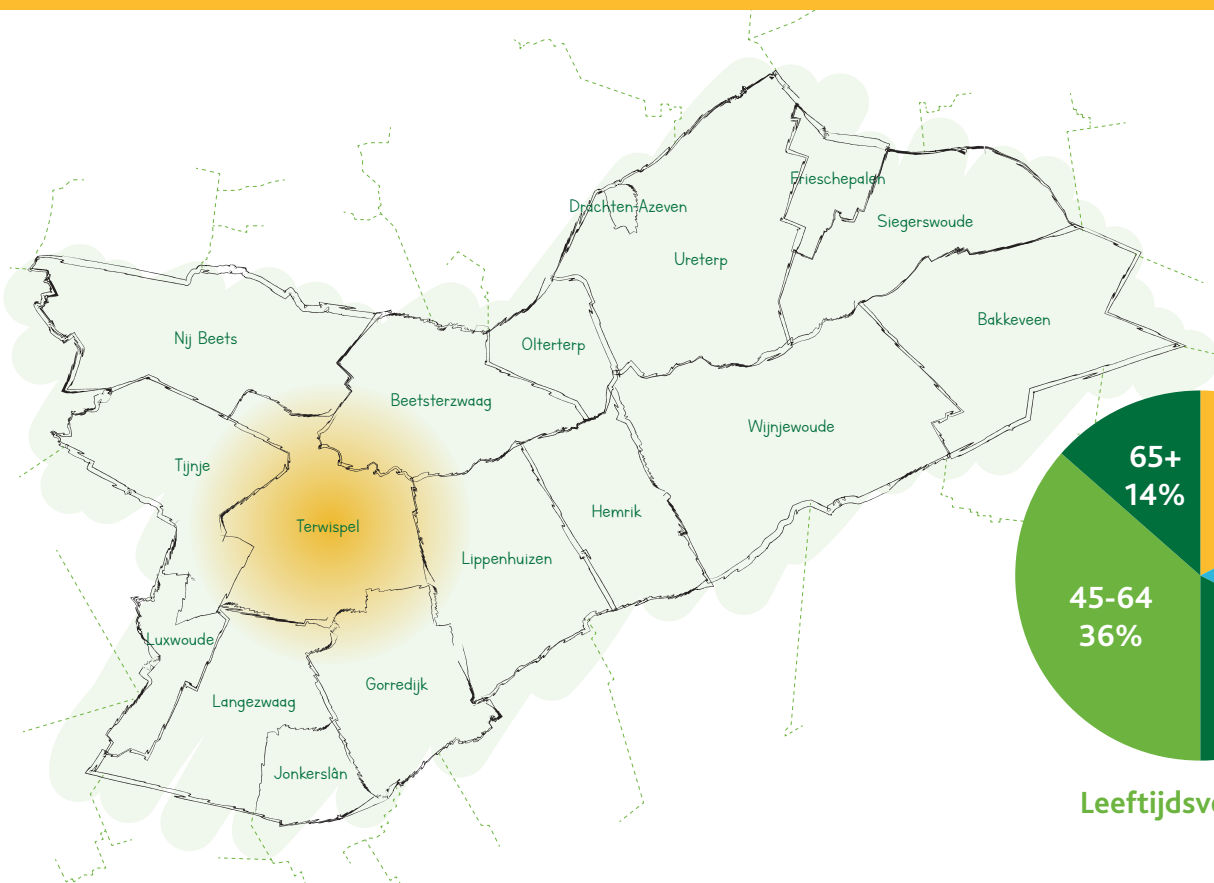 Frieschepalen
Drachten-Azeven
Siegerswoude
Ureterp
Bakkeveen
Nij Beets
Olterterp
Beetsterzwaag
Wijnjewoude
Tijnje
Terwispel
Hemrik
Lippenhuizen
Luxwoude
Gorredijk
Langezwaag
Jonkerslân
65+
14%
45-64
36%
Leeftijdsv